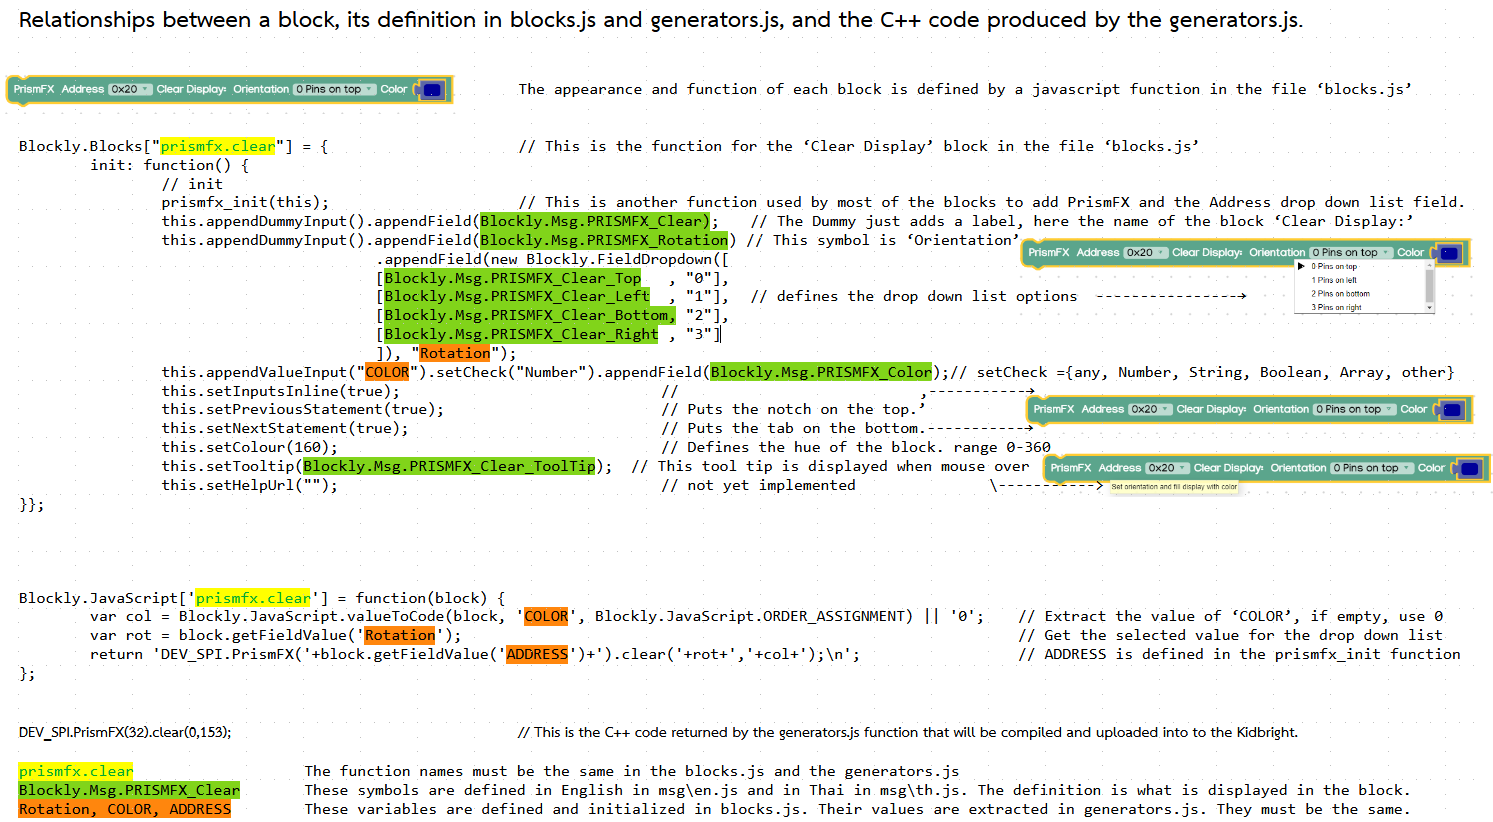 Relationships between a block, its definition in blocks.js and generators.js, and the C++ code produced by the generators.js.
PrismFX Address 0x20 Clear Display: Orientation 0 Pins on top Color
The appearance and function of each block is defined by a javascript function in the file ‘blocks.js’
Blockly.Blocks["prismfx.clear"] = { // This is the function for the ‘Clear Display’ block in the file ‘blocks.js’
init: function() {
// init
prismfx_init(this); // This is another function used by most of the blocks to add PrismFX and the Address drop down list field.
this.appendDummyInput().appendField(Blockly.Msg.PRISMFX_Clear); // The Dummy just adds a label, here the name of the block ‘Clear Display:’
this.appendDummyInput().appendField(Blockly.Msg.PRISMFX_Rotation) // This symbol is ‘Orientation’
PrismFX Address 0x20 Clear Display: Orientation 0 Pins on top Color
.appendField(new Blockly.FieldDropdown([
0 Pins on top
[Blockly.Msg.PRISMFX_Clear_Top , "0"],
1 Pins on left
[Blockly.Msg.PRISMFX_Clear_Left , "1"], // defines the drop down list options ----------------->
2 Pins on bottom
[Blockly.Msg.PRISMFX_Clear_Bottom, "2"],
3 Pins on right
[Blockly.Msg.PRISMFX_Clear_Right , "3"]
]), "Rotation");
this.appendValueInput("COLOR").setCheck("Number").appendField(Blockly.Msg.PRISMFX_Color);// setCheck ={any, Number, String, Boolean, Array, other}
this.setInputsInline(true); // ,----------->
this.setPreviousStatement(true); // Puts the notch on the top.’
PrismFX Address 0x20 Clear Display: Orientation 0 Pins on top Color
this.setNextStatement(true); // Puts the tab on the bottom.----------->
this.setColour(160); // Defines the hue of the block. range 0-360
this.setTooltip(Blockly.Msg.PRISMFX_Clear_ToolTip); // This tool tip is displayed when mouse over
PrismFX Address 0x20 Clear Display: Orientation 0 Pins on top Color
this.setHelpUrl(""); // not yet implemented \----------->
Set orientation and fill display with color
}};
Blockly.JavaScript['prismfx.clear'] = function(block) {
var col = Blockly.JavaScript.valueToCode(block, 'COLOR', Blockly.JavaScript.ORDER_ASSIGNMENT) || '0'; // Extract the value of ‘COLOR’, if empty, use 0
var rot = block.getFieldValue('Rotation'); // Get the selected value for the drop down list
return 'DEV_SPI.PrismFX('+block.getFieldValue('ADDRESS')+').clear('+rot+','+col+');\n'; // ADDRESS is defined in the prismfx_init function
};
DEV_SPI.PrismFX(32).clear(0,153); // This is the C++ code returned by the generators.js function that will be compiled and uploaded into to the Kidbright.
prismfx.clear The function names must be the same in the blocks.js and the generators.js
Blockly.Msg.PRISMFX_Clear These symbols are defined in English in msg\en.js and in Thai in msg\th.js. The definition is what is displayed in the block.
Rotation, COLOR, ADDRESS These variables are defined and initialized in blocks.js. Their values are extracted in generators.js. They must be the same.